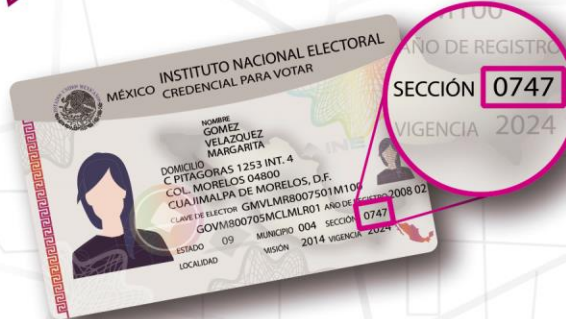 INSTITUTO NACIONAL ELECTORAL
MÉXICO CREDENCIAL PARA VOTAR
NOMBRE
GOMEZ
VELAZQUEZ
MARGARITA
DOMICILIO
C PITAGORAS 1253 INT. 4
COL. MORELOS 04800
CUAJIMALPA DE MORELOS, D.F.
CLAVE DE ELECTOR GMVLMR8007501M100
GOVM800705MCLMLR01 AÑO DE REGISTRO 2008 02
ESTADO 09 MUNICIPIO 004 SECCIÓN 0747
LOCALIDAD MISIÓN 2014 VIGENCIA 2024
AÑO DE REGISTRO
SECCIÓN 0747
VIGENCIA 2024